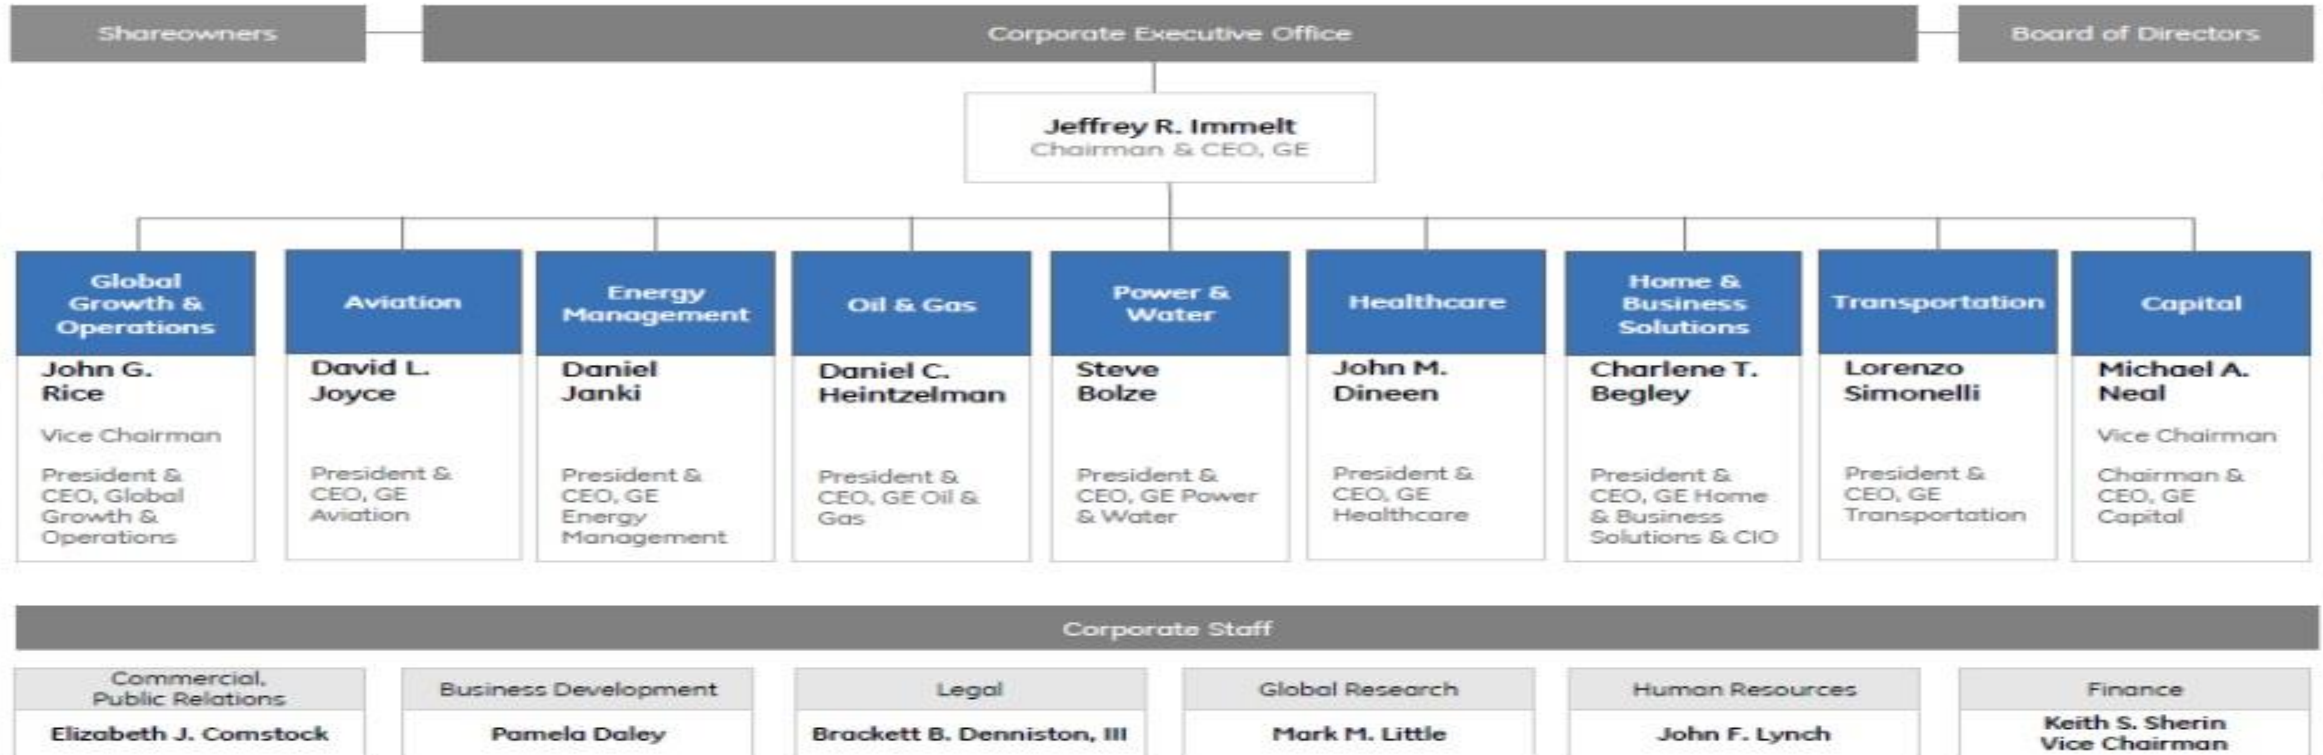 Shareowners
Corporate Executive Office
Board of Directors
Jeffrey R. Immelt
Chairman & CEO, GE
Global
Growth &
Operations
John G.
Rice
Vice Chairman
President &
CEO, Global
Growth &
Operations
Aviation
David L.
Joyce
President &
CEO, GE
Aviation
Energy
Management
Daniel
Janki
President &
CEO, GE
Energy
Management
Oil & Gas
Daniel C.
Heintzelman
President &
CEO, GE Oil &
Gas
Power &
Water
Steve
Bolze
President &
CEO, GE Power
& Water
Healthcare
John M.
Dineen
President &
CEO, GE
Healthcare
Home &
Business
Solutions
Charlene T.
Begley
President &
CEO, GE Home
& Business
Solutions & CIO
Transportation
Lorenzo
Simonelli
President &
CEO, GE
Transportation
Capital
Michael A.
Neal
Vice Chairman
Chairman &
CEO, GE
Capital
Corporate Staff
Commercial,
Public Relations
Elizabeth J. Comstock
Business Development
Pamela Daley
Legal
Brackett B. Denniston, III
Global Research
Mark M. Little
Human Resources
John F. Lynch
Finance
Keith S. Sherin
Vice Chairman